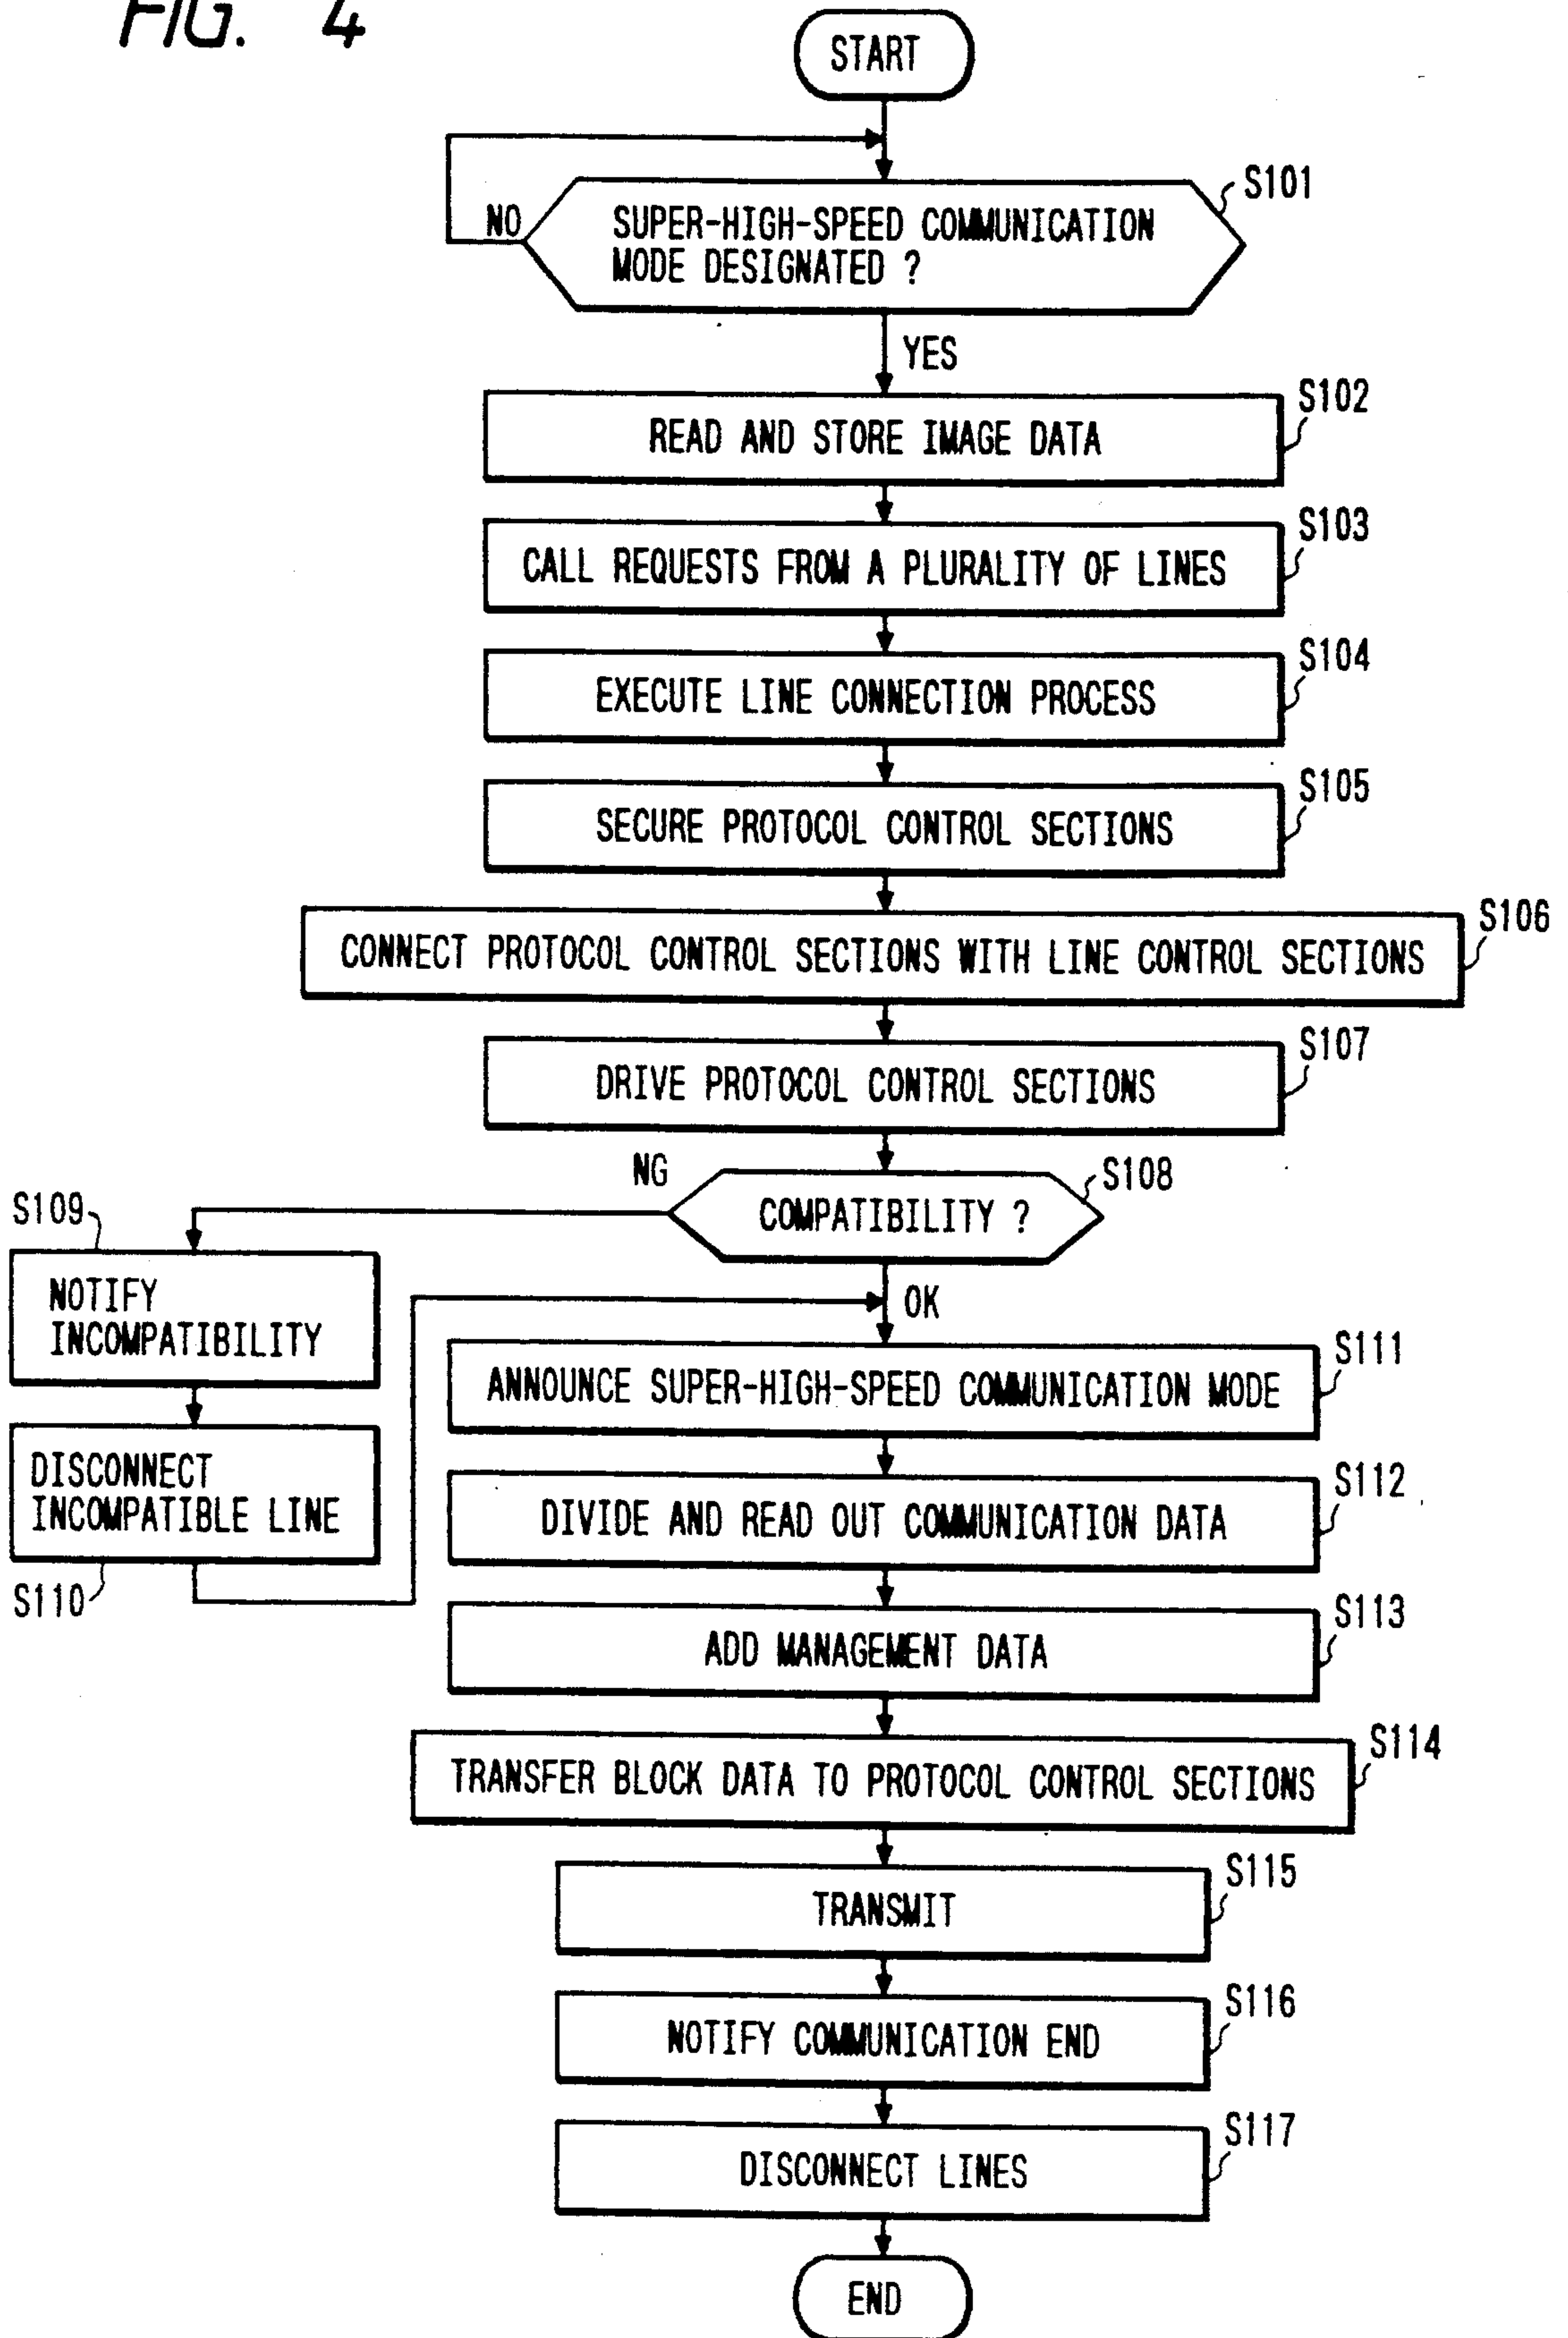 FIG. 4
START
S101
NO
SUPER-HIGH-SPEED COMMUNICATION
MODE DESIGNATED ?
YES
S102
READ AND STORE IMAGE DATA
S103
CALL REQUESTS FROM A PLURALITY OF LINES
S104
EXECUTE LINE CONNECTION PROCESS
S105
SECURE PROTOCOL CONTROL SECTIONS
S106
CONNECT PROTOCOL CONTROL SECTIONS WITH LINE CONTROL SECTIONS
S107
DRIVE PROTOCOL CONTROL SECTIONS
NG
S108
COMPATIBILITY ?
S109
NOTIFY
INCOMPATIBILITY
OK
DISCONNECT
INCOMPATIBLE LINE
S110
S111
ANNOUNCE SUPER-HIGH-SPEED COMMUNICATION MODE
S112
DIVIDE AND READ OUT COMMUNICATION DATA
S113
ADD MANAGEMENT DATA
S114
TRANSFER BLOCK DATA TO PROTOCOL CONTROL SECTIONS
S115
TRANSMIT
S116
NOTIFY COMMUNICATION END
S117
DISCONNECT LINES
END